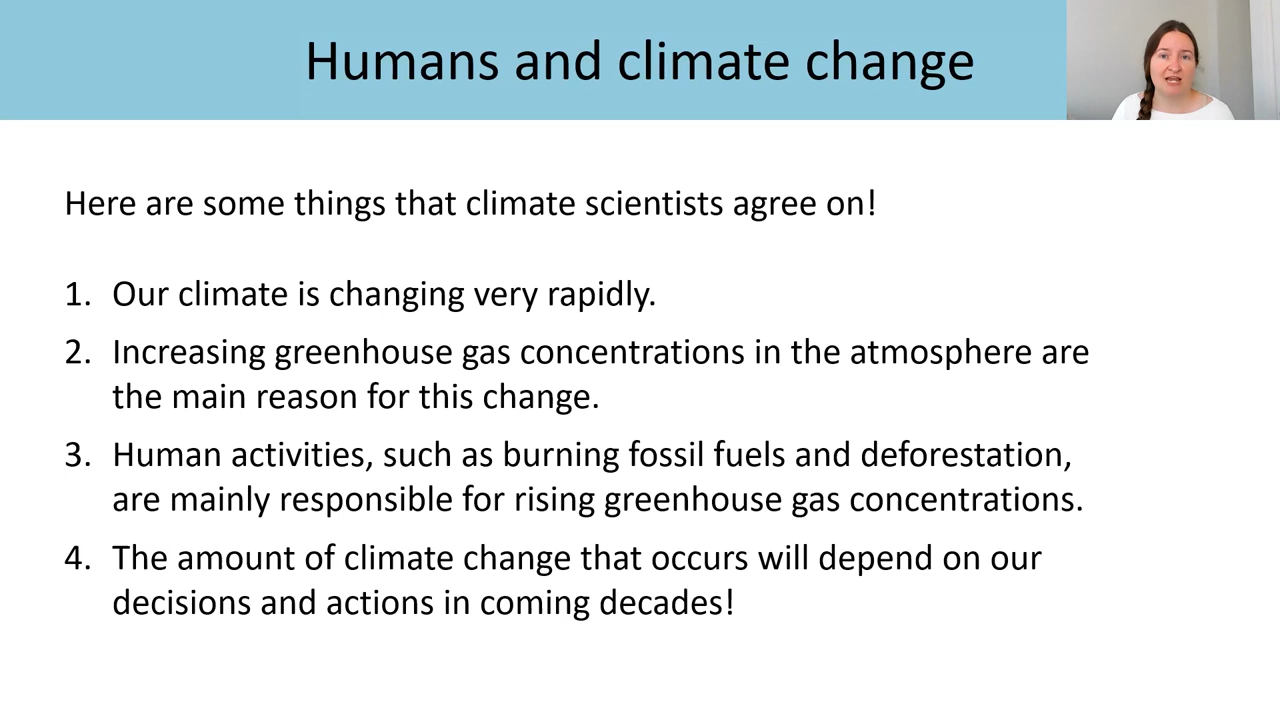 Humans and climate change
Here are some things that climate scientists agree on!
1. Our climate is changing very rapidly.
2. Increasing greenhouse gas concentrations in the atmosphere are
the main reason for this change.
3. Human activities, such as burning fossil fuels and deforestation,
are mainly responsible for rising greenhouse gas concentrations.
4. The amount of climate change that occurs will depend on our
decisions and actions in coming decades!